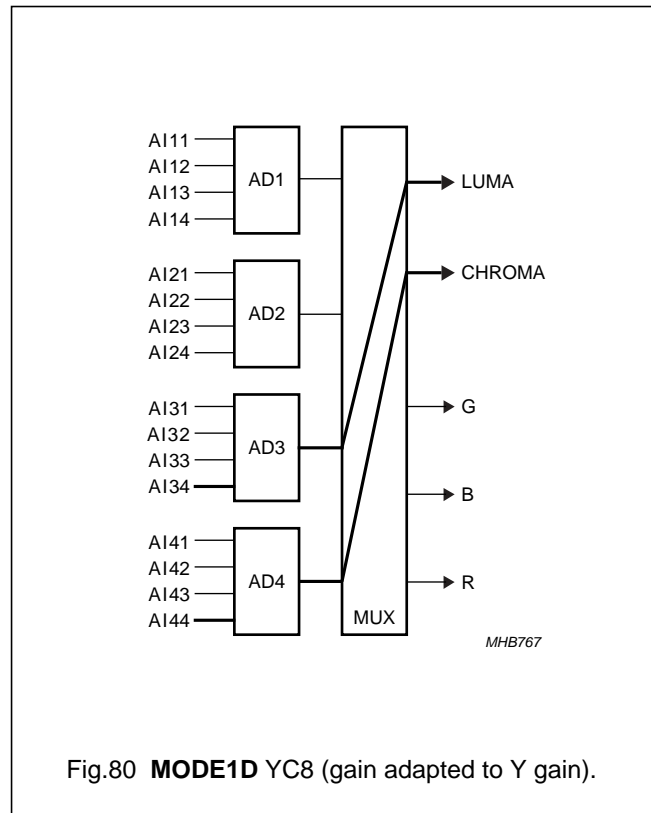 AI11
AI12
AI13
AI14
AD1
LUMA
CHROMA
AI21
AI22
AI23
AI24
AD2
AI31
AI32
AI33
AI34
AD3
G
B
AI41
AI42
AI43
AI44
AD4
R
MUX
MHB767
Fig.80 MODE1D YC8 (gain adapted to Y gain).